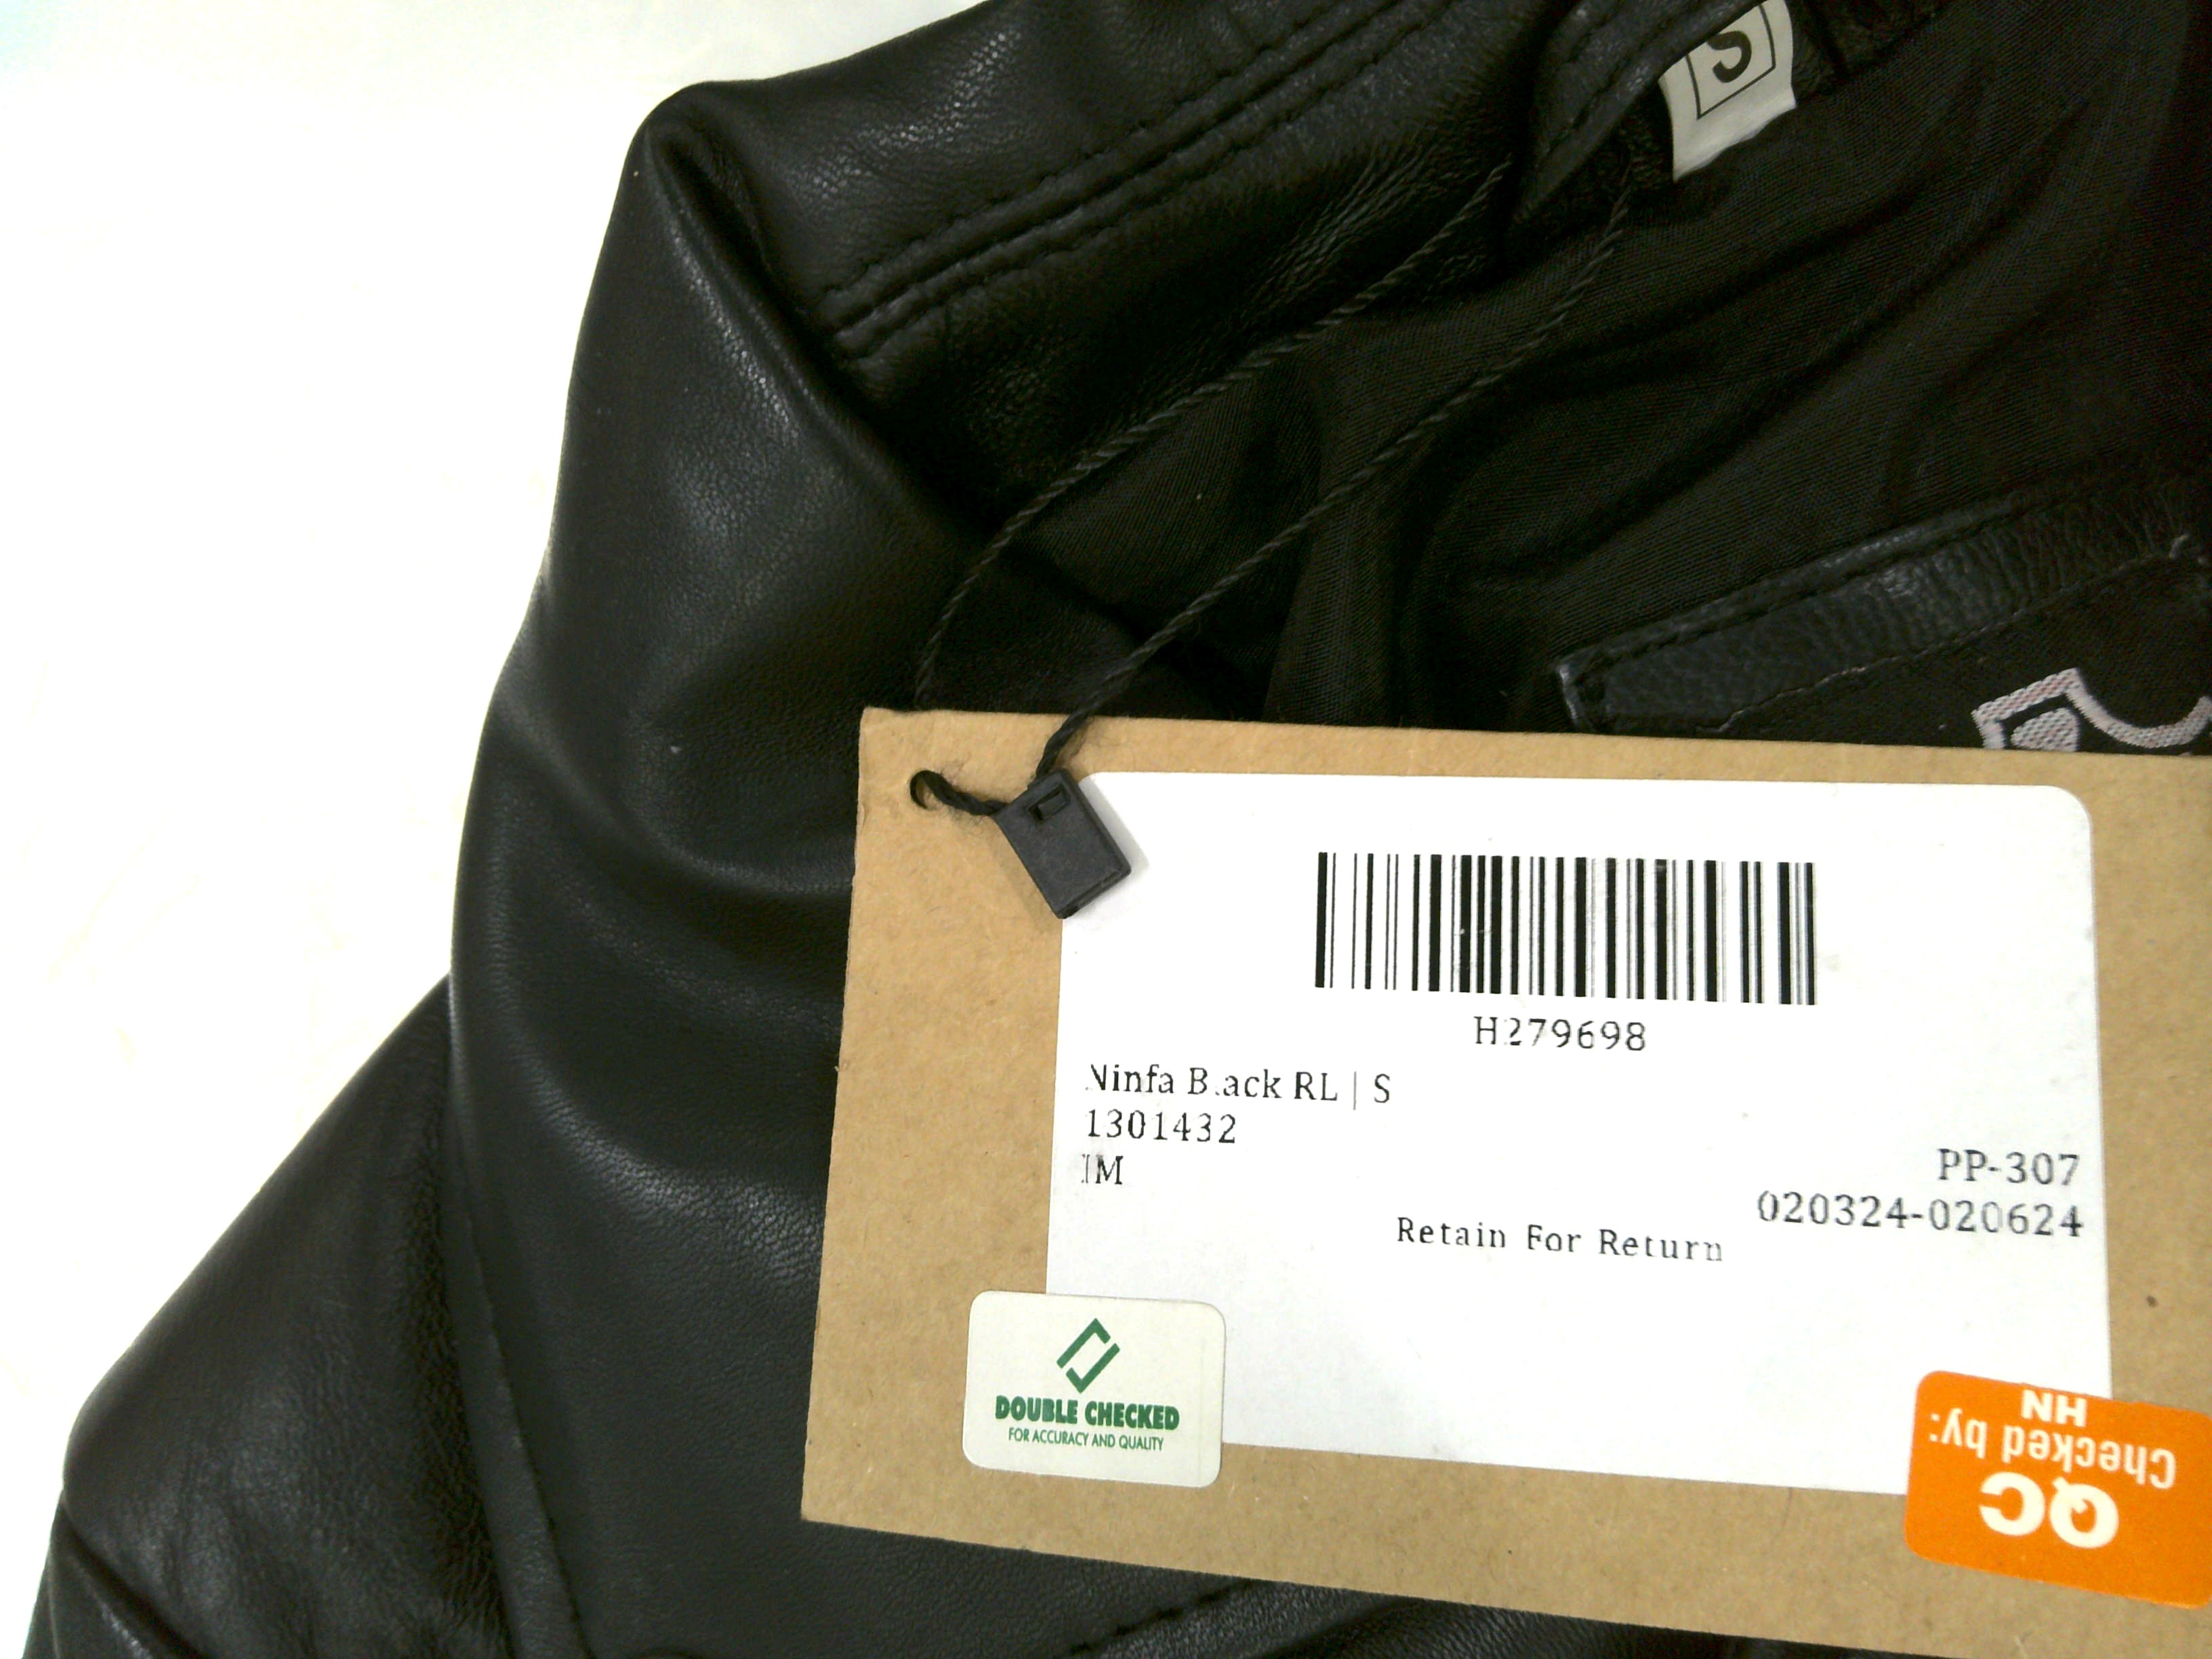 S
H279698
Ninfa Black RL | S
1301432
IM
PP-307
020324-020624
Retain For Return
DOUBLE CHECKED
FOR ACCURACY AND QUALITY
QC
Checked by:
HN